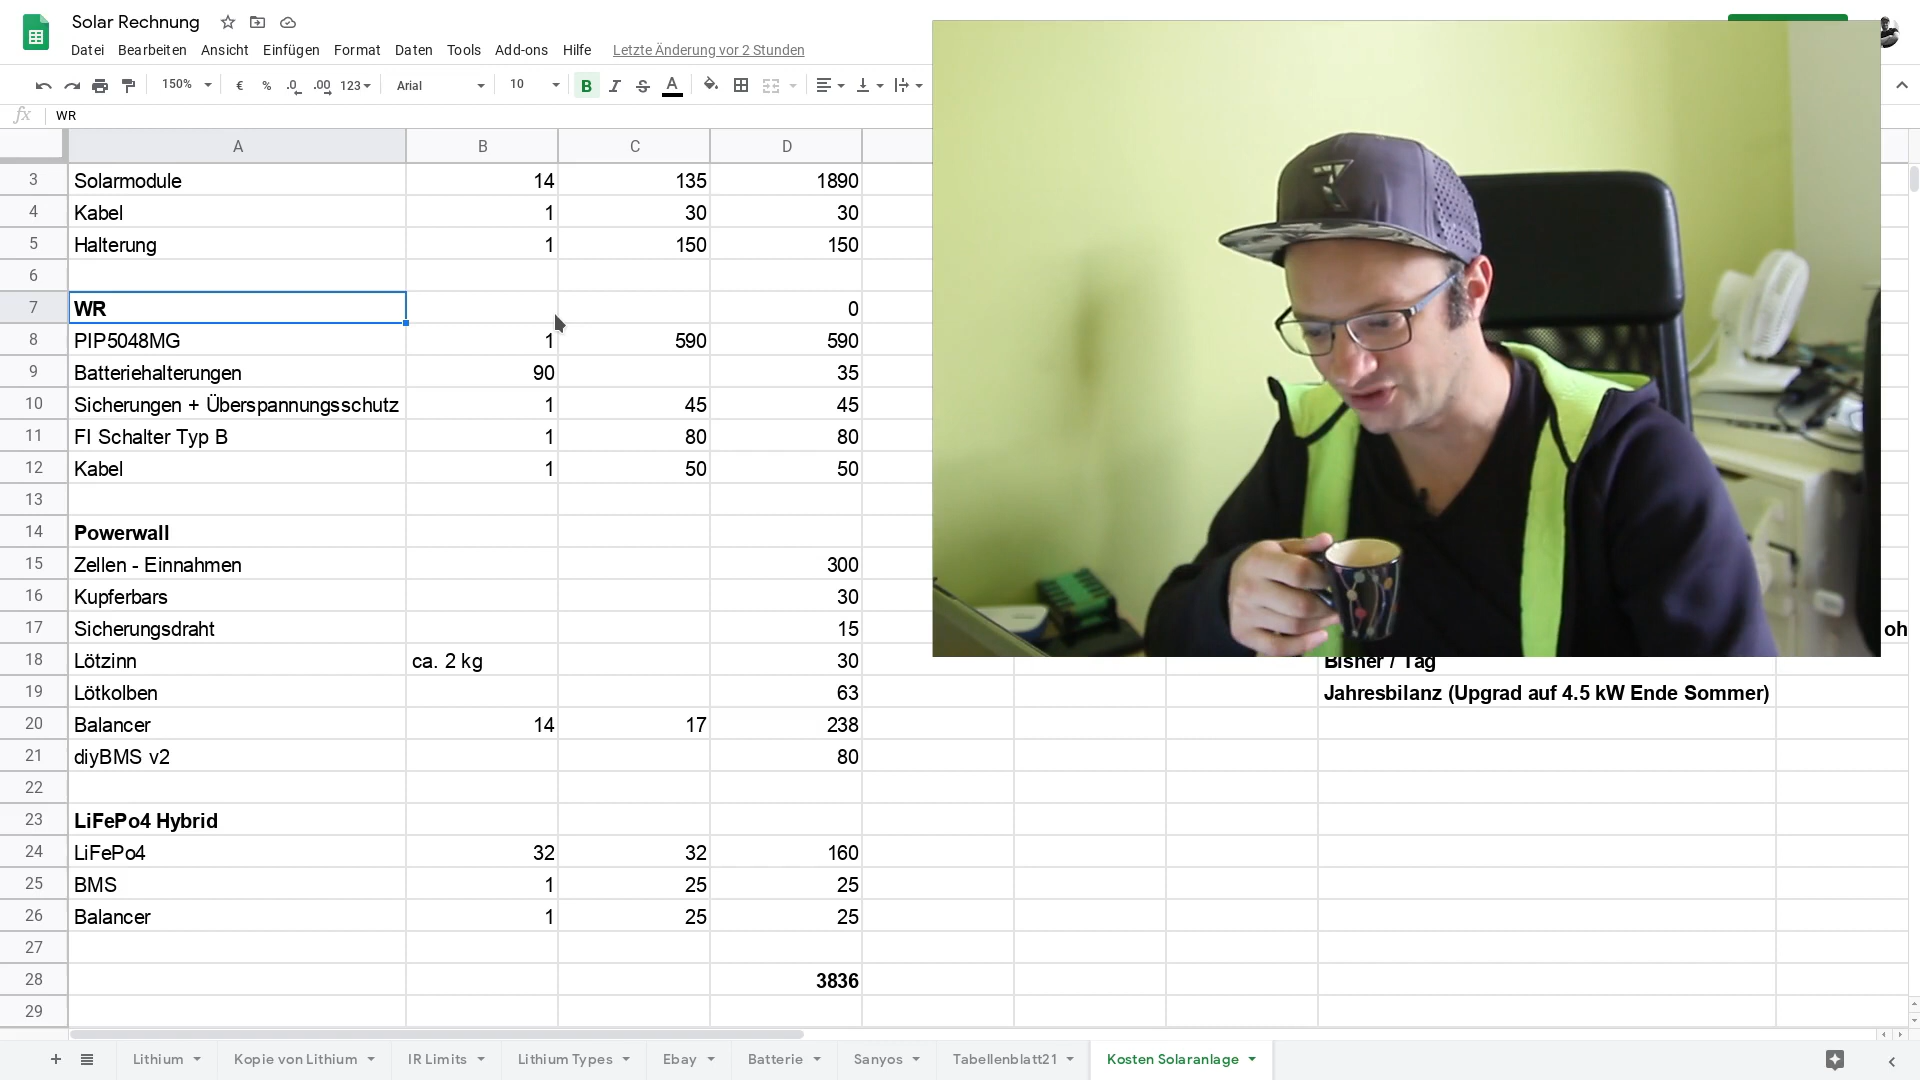 Solar Rechnung
Datei Bearbeiten Ansicht Einfügen Format Daten Tools Add-ons Hilfe Letzte Änderung vor 2 Stunden
150% € % .0 .00 123 Arial 10 B I S A
fx WR
A B C D
3 Solarmodule 14 135 1890
4 Kabel 1 30 30
5 Halterung 1 150 150
6
7 WR 0
8 PIP5048MG 1 590 590
9 Batteriehalterungen 90 35
10 Sicherungen + Überspannungsschutz 1 45 45
11 FI Schalter Typ B 1 80 80
12 Kabel 1 50 50
13
14 Powerwall
15 Zellen - Einnahmen 300
16 Kupferbars 30
17 Sicherungsdraht 15 oh
18 Lötzinn ca. 2 kg 30 Bisher / Tag
19 Lötkolben 63 Jahresbilanz (Upgrad auf 4.5 kW Ende Sommer)
20 Balancer 14 17 238
21 diyBMS v2 80
22
23 LiFePo4 Hybrid
24 LiFePo4 32 32 160
25 BMS 1 25 25
26 Balancer 1 25 25
27
28 3836
29
+ Lithium Kopie von Lithium IR Limits Lithium Types Ebay Batterie Sanyos Tabellenblatt21 Kosten Solaranlage